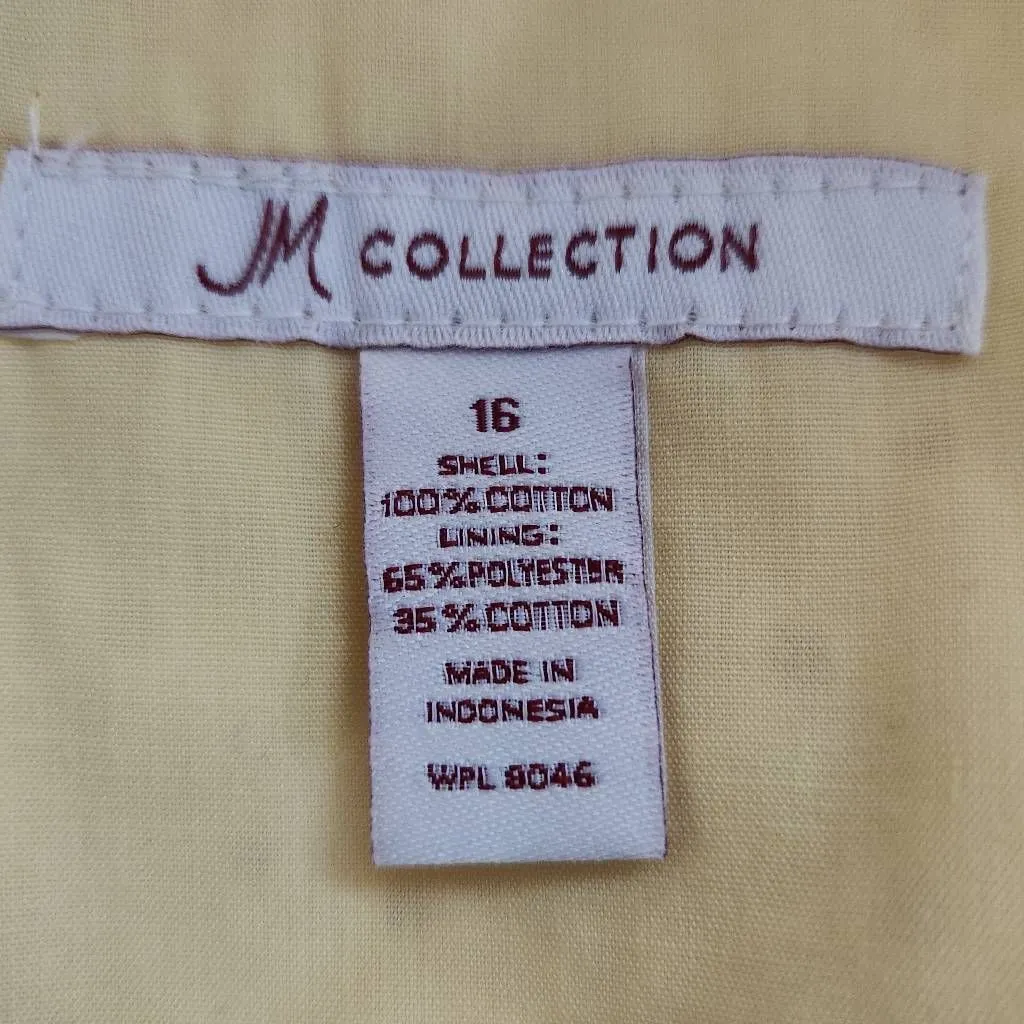 JM COLLECTION
16
SHELL:
100% COTTON
LINING:
65% POLYESTER
35% COTTON
MADE IN
INDONESIA
WPL 8046